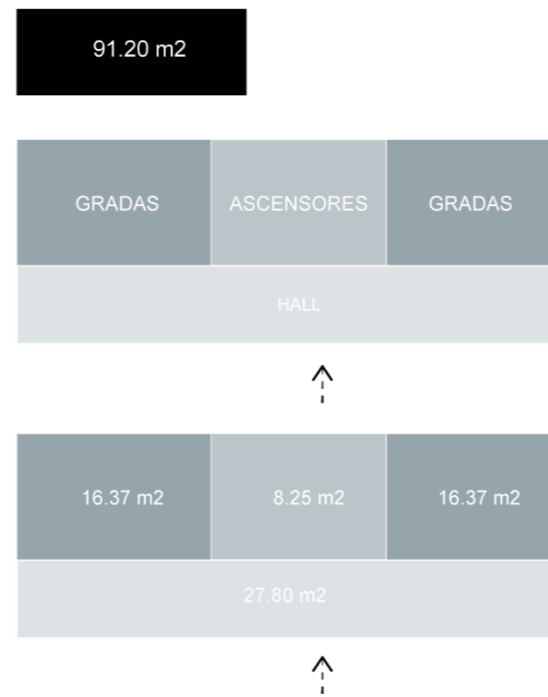 91.20 m2
GRADAS ASCENSORES GRADAS
HALL
16.37 m2 8.25 m2 16.37 m2
27.80 m2